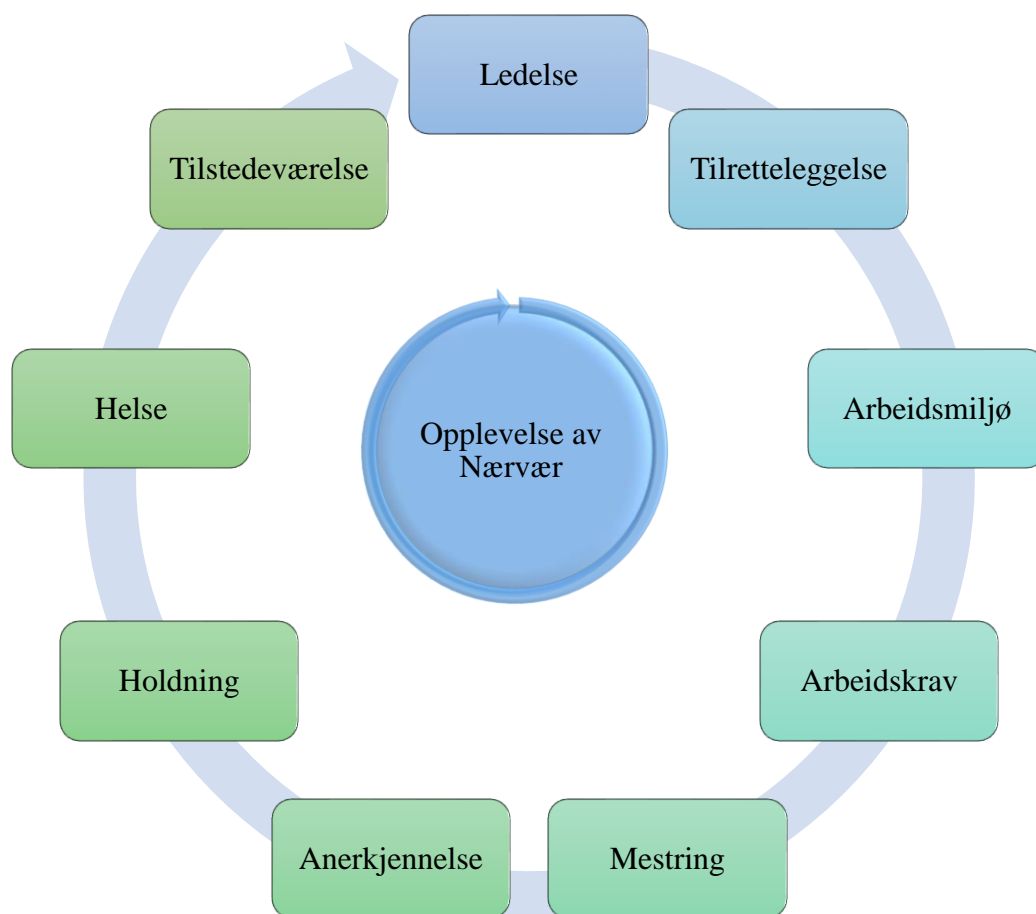 Ledelse
Tilretteleggelse
Arbeidsmiljø
Arbeidskrav
Mestring
Anerkjennelse
Holdning
Helse
Tilstedeværelse
Opplevelse av
Nærvær